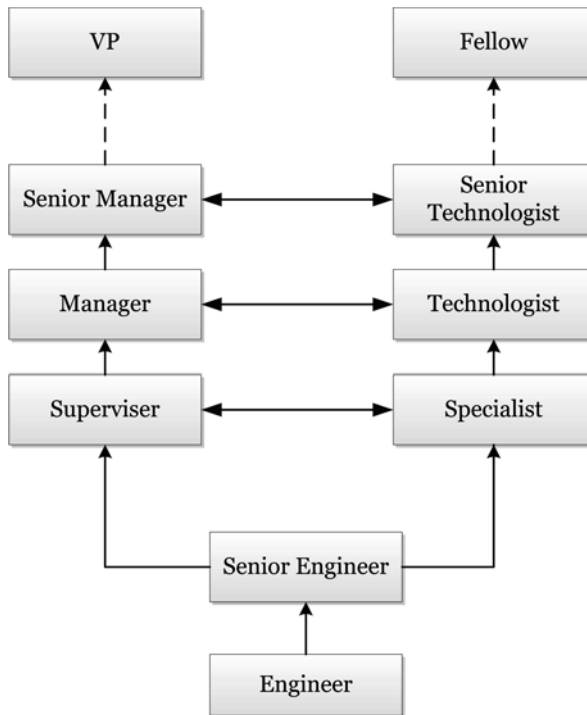 VP
Fellow
Senior Manager
Senior
Technologist
Manager
Technologist
Superviser
Specialist
Senior Engineer
Engineer